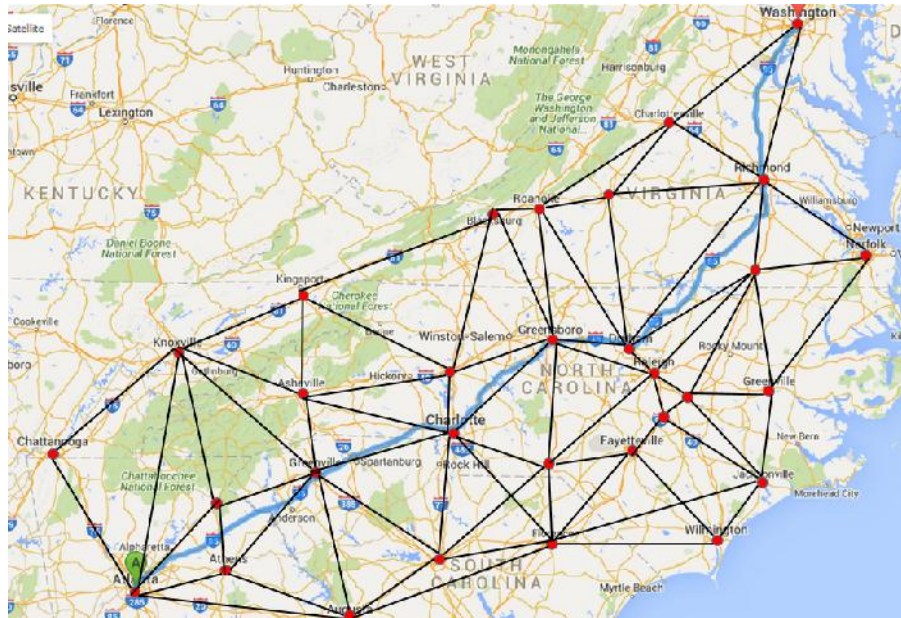 Satellite
Florence
Washington
WEST
VIRGINIA
Monongahela
National Forest
Harrisonburg
Huntington
Charleston
Frankfort
Lexington
The George
Washington
and Jefferson
National...
Charlottesville
KENTUCKY
Richmond
Roanoke
VIRGINIA
Williamsburg
Blacksburg
Newport
Norfolk
Daniel Boone
National Forest
Kingsport
Cherokee
National Forest
Cookeville
Boone
Winston-Salem
Greensboro
Durham
Knoxville
Gatlinburg
Raleigh
Rocky Mount
Hickory
NORTH
CAROLINA
Asheville
Greenville
Charlotte
Chattanooga
Fayetteville
New Bern
Greenville
Spartanburg
Rock Hill
Chattahoochee
National Forest
Jacksonville
Morehead City
Anderson
Wilmington
Alpharetta
Athens
Florence
A
Atlanta
SOUTH
CAROLINA
Myrtle Beach
Augusta